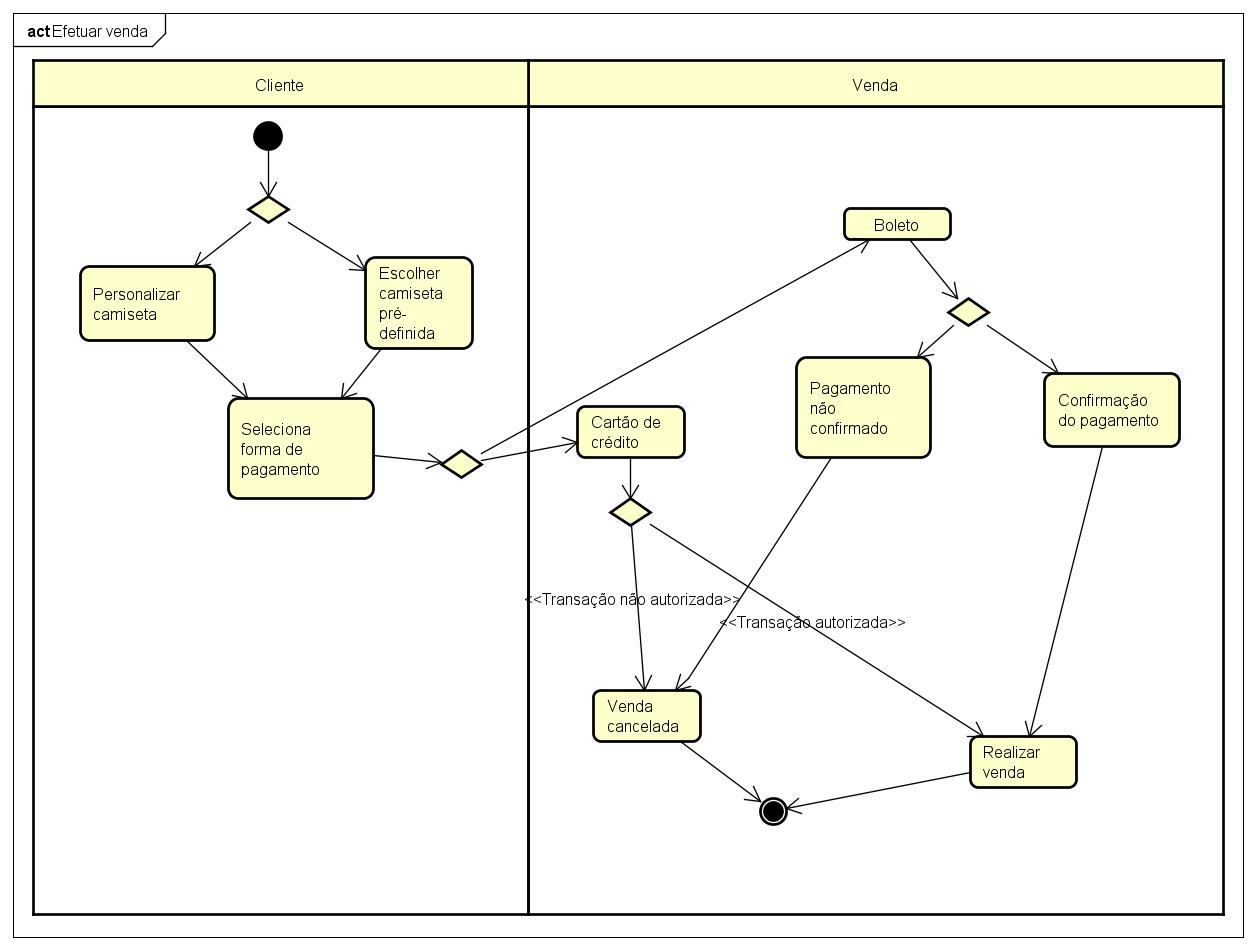 act Efetuar venda
Cliente
Venda
Boleto
Personalizar
camiseta
Escolher
camiseta
pré-
definida
Seleciona
forma de
pagamento
Cartão de
crédito
Pagamento
não
confirmado
Confirmação
do pagamento
<<Transação não autorizada>>
<<Transação autorizada>>
Venda
cancelada
Realizar
venda